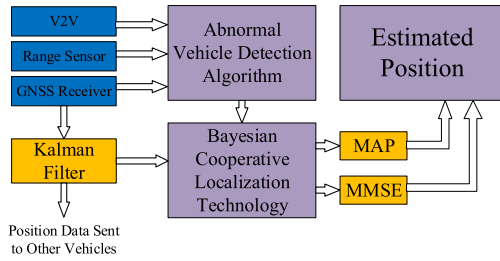 V2V
Range Sensor
GNSS Receiver
Abnormal
Vehicle Detection
Algorithm
Estimated
Position
Kalman
Filter
Bayesian
Cooperative
Localization
Technology
MAP
MMSE
Position Data Sent
to Other Vehicles